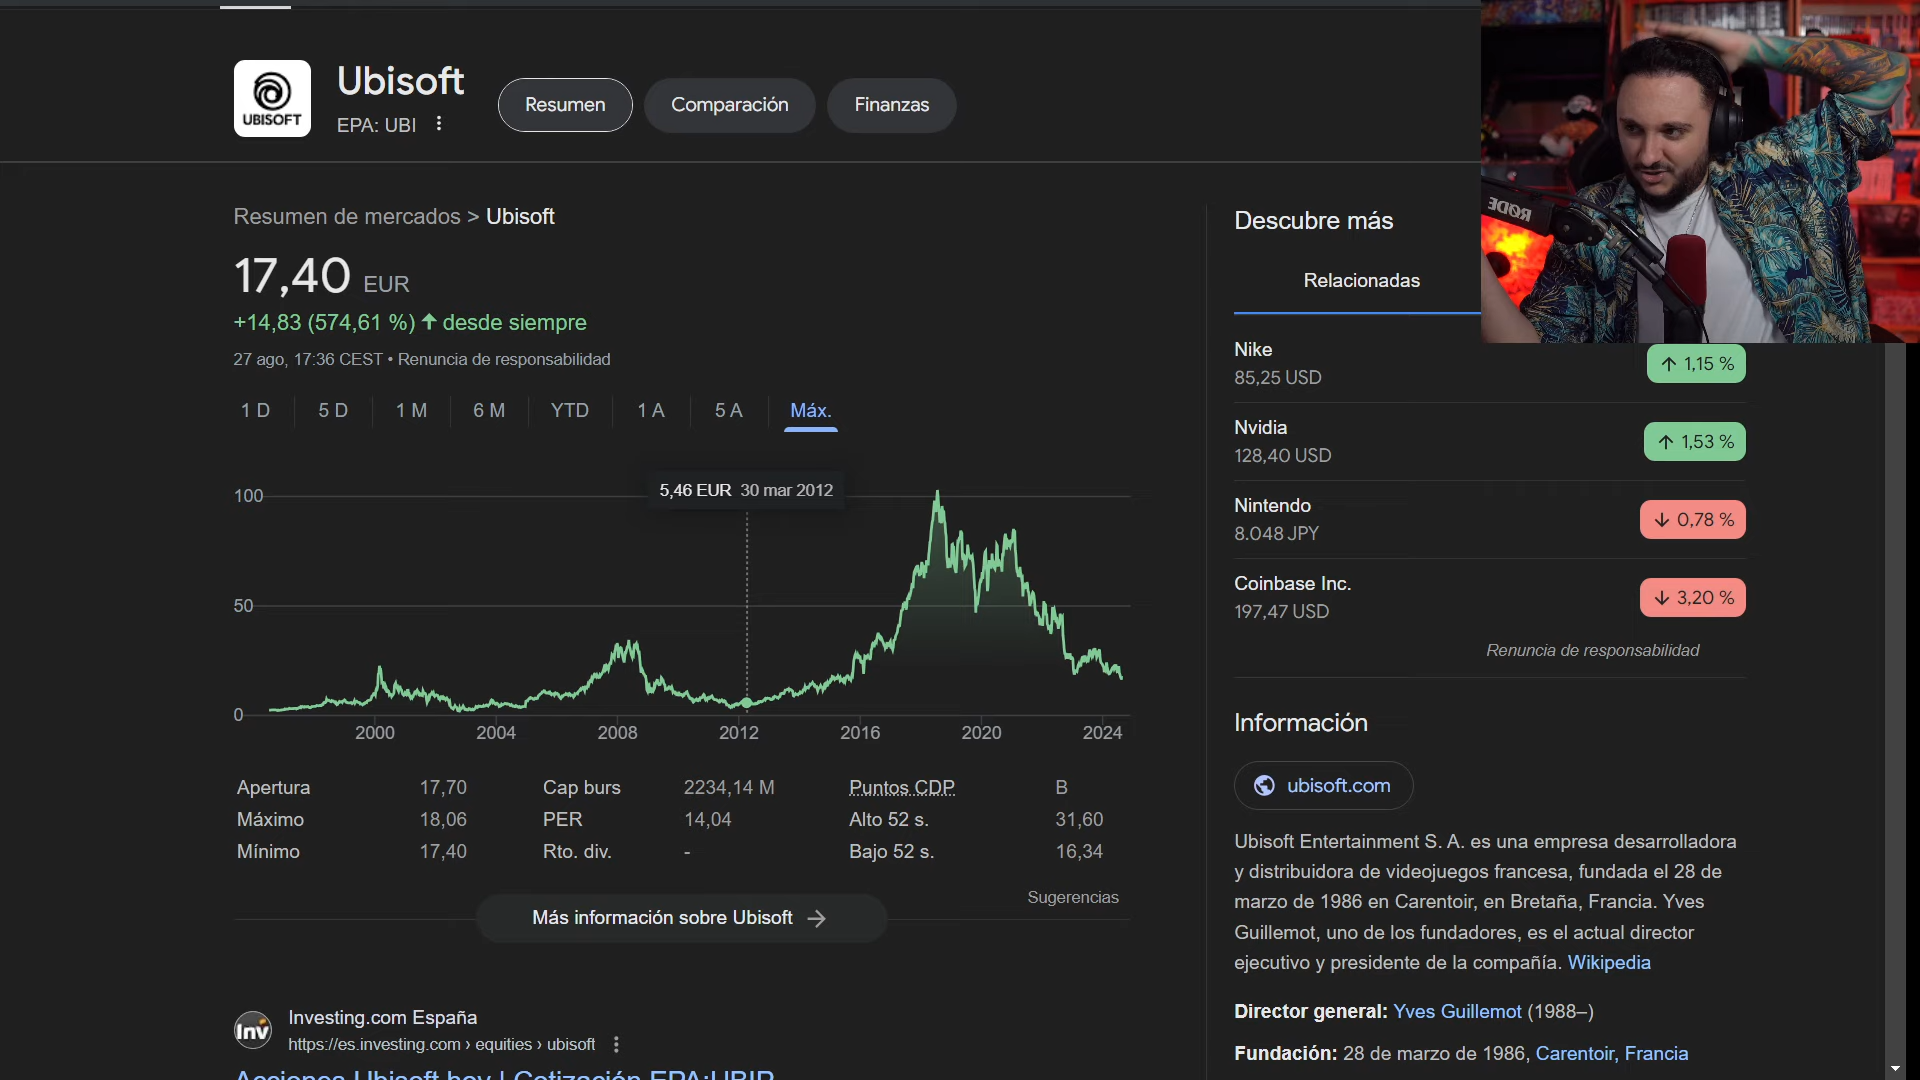 UBISOFT
Ubisoft
EPA: UBI
Resumen
Comparación
Finanzas
Resumen de mercados > Ubisoft
17,40 EUR
+14,83 (574,61 %) ↑ desde siempre
27 ago, 17:36 CEST • Renuncia de responsabilidad
1 D
5 D
1 M
6 M
YTD
1 A
5 A
Máx.
5,46 EUR 30 mar 2012
100
50
0
2000
2004
2008
2012
2016
2020
2024
Apertura 17,70
Máximo 18,06
Mínimo 17,40
Cap burs 2234,14 M
PER 14,04
Rto. div. -
Puntos CDP B
Alto 52 s. 31,60
Bajo 52 s. 16,34
Sugerencias
Más información sobre Ubisoft →
Inv
Investing.com España
https://es.investing.com › equities › ubisoft
Acciones Ubisoft hoy | Cotización EPA:UBIP
Descubre más
Relacionadas
Nike
85,25 USD
↑ 1,15 %
Nvidia
128,40 USD
↑ 1,53 %
Nintendo
8.048 JPY
↓ 0,78 %
Coinbase Inc.
197,47 USD
↓ 3,20 %
Renuncia de responsabilidad
Información
ubisoft.com
Ubisoft Entertainment S. A. es una empresa desarrolladora
y distribuidora de videojuegos francesa, fundada el 28 de
marzo de 1986 en Carentoir, en Bretaña, Francia. Yves
Guillemot, uno de los fundadores, es el actual director
ejecutivo y presidente de la compañía. Wikipedia
Director general: Yves Guillemot (1988–)
Fundación: 28 de marzo de 1986, Carentoir, Francia
RØDE